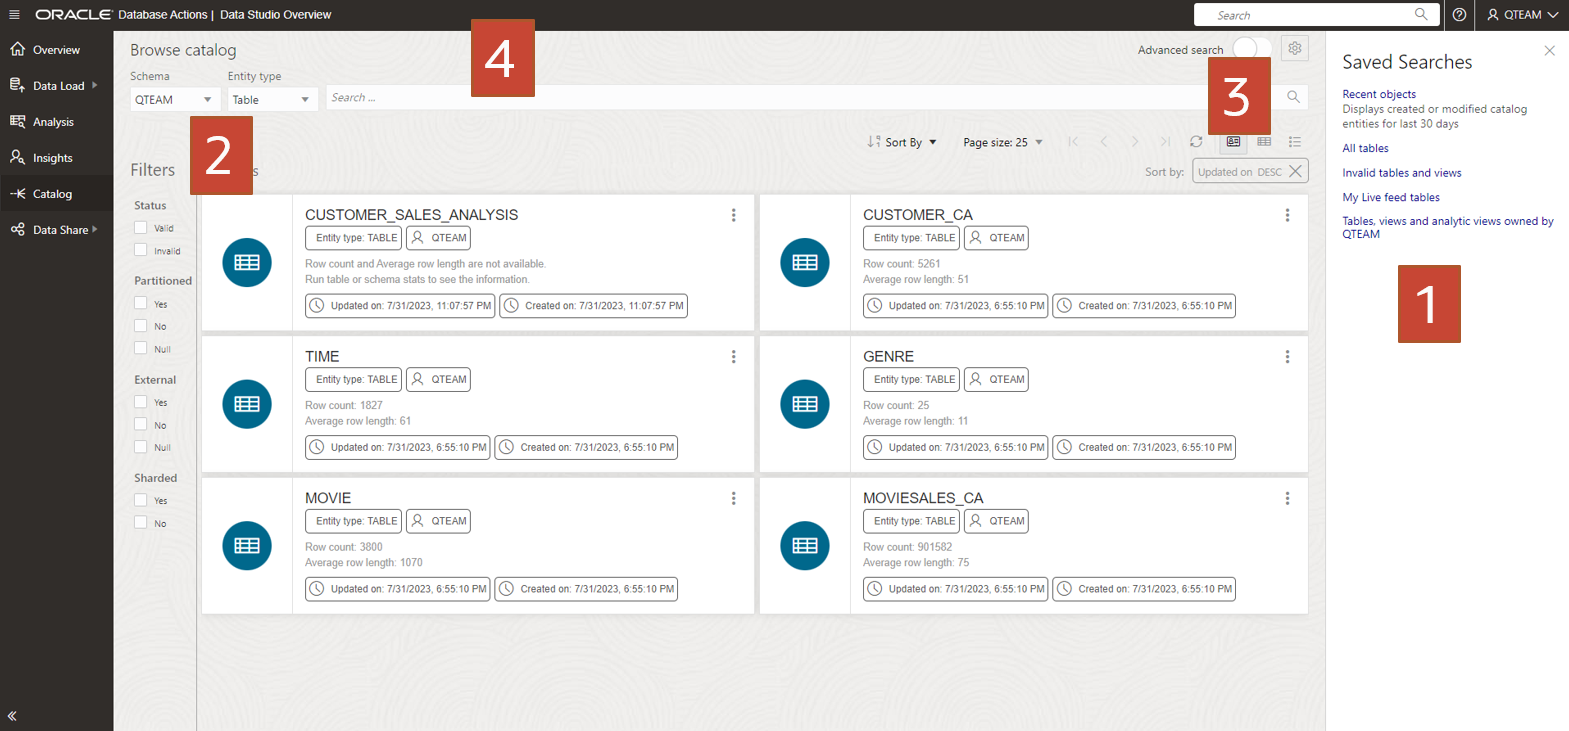 ORACLE Database Actions | Data Studio Overview
Search
QTEAM
Overview
Data Load
Analysis
Insights
Catalog
Data Share
Browse catalog
Advanced search
Schema
Entity type
QTEAM
Table
Search ...
4
3
2
1
Sort By
Page size: 25
Sort by:
Updated on DESC
Filters
Status
Valid
Invalid
Partitioned
Yes
No
Null
External
Yes
No
Null
Sharded
Yes
No
CUSTOMER_SALES_ANALYSIS
Entity type: TABLE
QTEAM
Row count and Average row length are not available.
Run table or schema stats to see the information.
Updated on: 7/31/2023, 11:07:57 PM
Created on: 7/31/2023, 11:07:57 PM
CUSTOMER_CA
Entity type: TABLE
QTEAM
Row count: 5261
Average row length: 51
Updated on: 7/31/2023, 6:55:10 PM
Created on: 7/31/2023, 6:55:10 PM
TIME
Entity type: TABLE
QTEAM
Row count: 1827
Average row length: 61
Updated on: 7/31/2023, 6:55:10 PM
Created on: 7/31/2023, 6:55:10 PM
GENRE
Entity type: TABLE
QTEAM
Row count: 25
Average row length: 11
Updated on: 7/31/2023, 6:55:10 PM
Created on: 7/31/2023, 6:55:10 PM
MOVIE
Entity type: TABLE
QTEAM
Row count: 3800
Average row length: 1070
Updated on: 7/31/2023, 6:55:10 PM
Created on: 7/31/2023, 6:55:10 PM
MOVIESALES_CA
Entity type: TABLE
QTEAM
Row count: 901582
Average row length: 75
Updated on: 7/31/2023, 6:55:10 PM
Created on: 7/31/2023, 6:55:10 PM
Saved Searches
Recent objects
Displays created or modified catalog
entities for last 30 days
All tables
Invalid tables and views
My Live feed tables
Tables, views and analytic views owned by
QTEAM